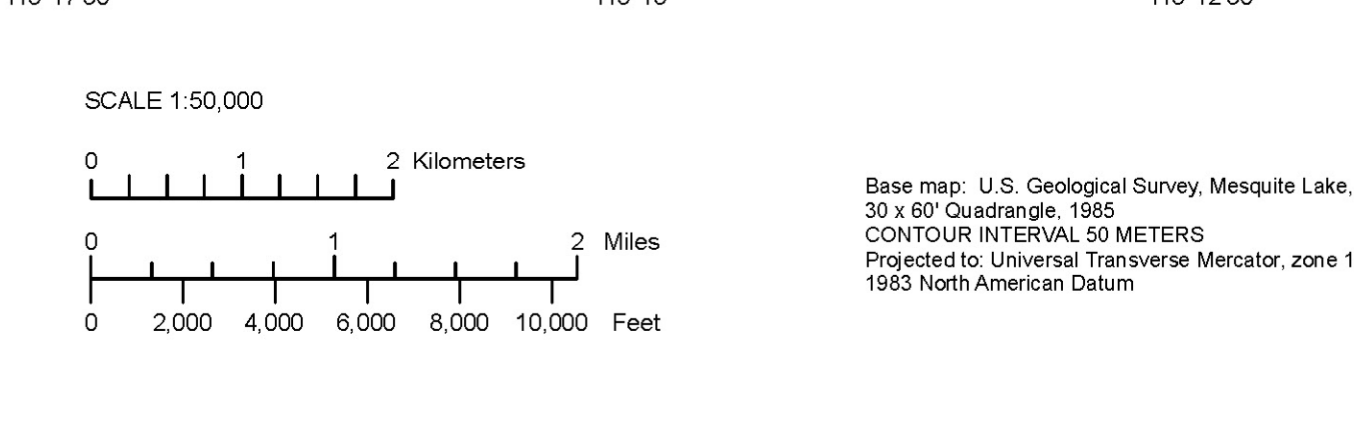 SCALE 1:50,000
0 1 2 Kilometers
0 1 2 Miles
0 2,000 4,000 6,000 8,000 10,000 Feet
Base map: U.S. Geological Survey, Mesquite Lake,
30 x 60' Quadrangle, 1985
CONTOUR INTERVAL 50 METERS
Projected to: Universal Transverse Mercator, zone 1
1983 North American Datum